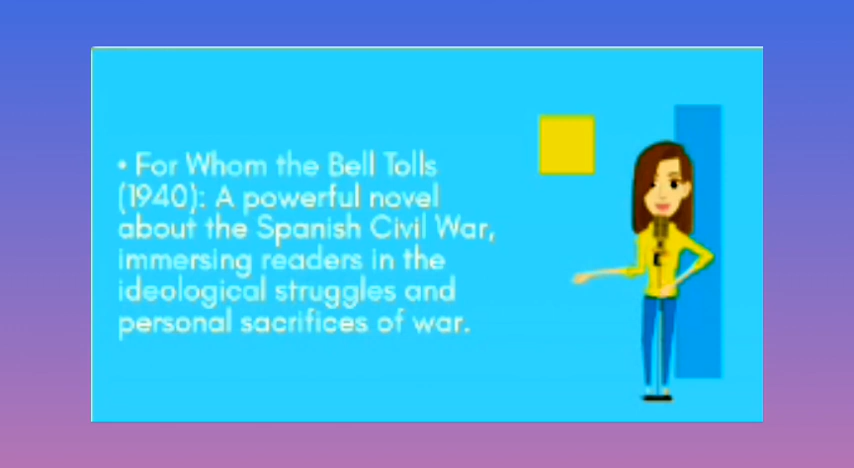 • For Whom the Bell Tolls
(1940): A powerful novel
about the Spanish Civil War,
immersing readers in the
ideological struggles and
personal sacrifices of war.